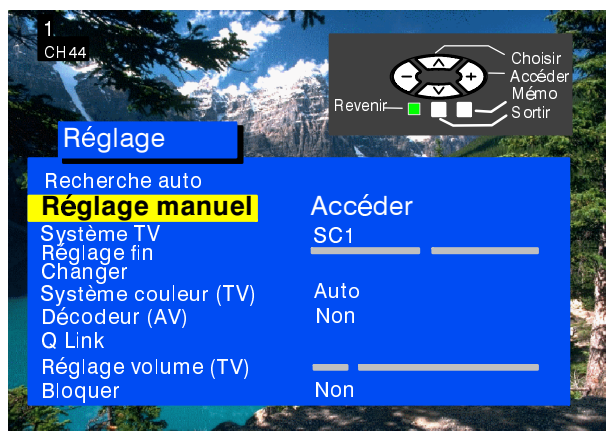 1.
CH44
Choisir
Accéder
Mémo
Revenir
Sortir
Réglage
Recherche auto
Réglage manuel Accéder
Système TV SC1
Réglage fin
Changer
Système couleur (TV) Auto
Décodeur (AV) Non
Q Link
Réglage volume (TV)
Bloquer Non